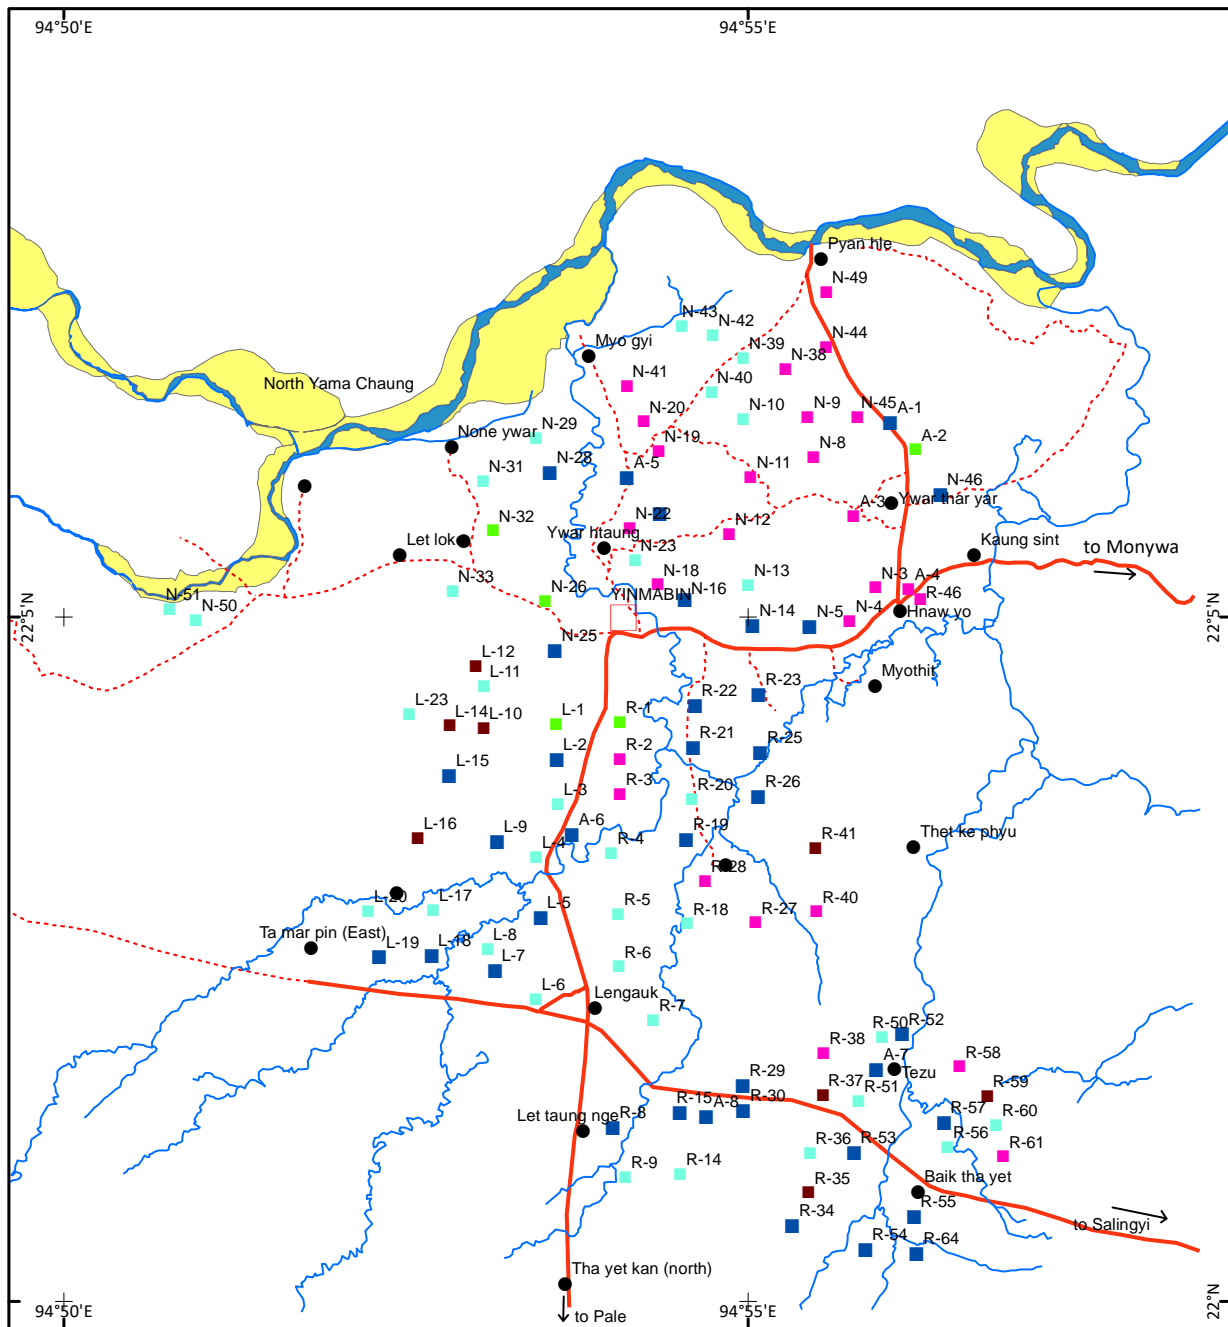 94°50'E
94°55'E
Pyan hle
N-49
N-43
N-42
N-44
Myo gyi
N-39
N-38
North Yama Chaung
N-41
N-40
N-20
N-10
N-9
N-45
A-1
None ywar
N-29
N-19
N-8
A-2
N-31
N-28
A-5
N-11
N-46
A-3
Ywar thar yar
N-32
N-22
N-12
Let lok
Ywar htaung
Kaung sint
to Monywa
N-23
N-33
N-26
N-18
N-16
N-13
N-3
A-4
N-51
N-50
YINMABIN
R-46
22°5'N
N-14
N-5
N-4
Hnaw yo
N-25
L-12
L-11
Myothit
R-22
R-23
L-23
L-14
L-10
L-1
R-1
R-21
R-25
L-15
L-2
R-2
R-3
L-3
R-20
R-26
L-16
L-9
A-6
R-19
L-4
R-4
R-41
Thet ke phyu
R-28
L-20
L-17
L-5
R-5
R-18
R-27
R-40
Ta mar pin (East)
L-19
L-18
L-8
L-7
R-6
L-6
Lengauk
R-7
R-50
R-52
R-38
A-7
Tezu
R-58
R-29
R-37
R-51
R-59
Let taung nge
R-8
R-15
A-8
R-30
R-57
R-60
R-56
R-36
R-53
R-61
R-9
R-14
R-35
Baik tha yet
R-34
R-55
to Salingyi
R-54
R-64
Tha yet kan (north)
94°50'E
to Pale
94°55'E
22°N